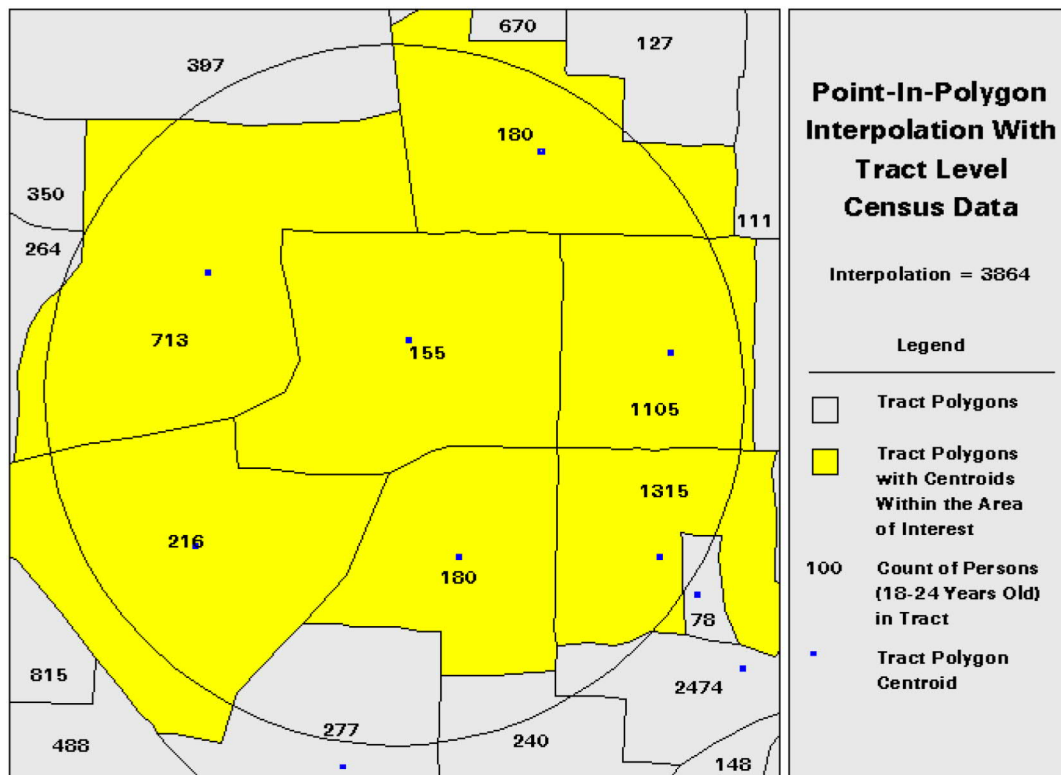 670
127
397
180
350
111
264
713
155
1105
1315
216
180
78
815
2474
277
240
488
148
Point-In-Polygon
Interpolation With
Tract Level
Census Data
Interpolation = 3864
Legend
Tract Polygons
Tract Polygons
with Centroids
Within the Area
of Interest
100 Count of Persons
(18-24 Years Old)
in Tract
Tract Polygon
Centroid